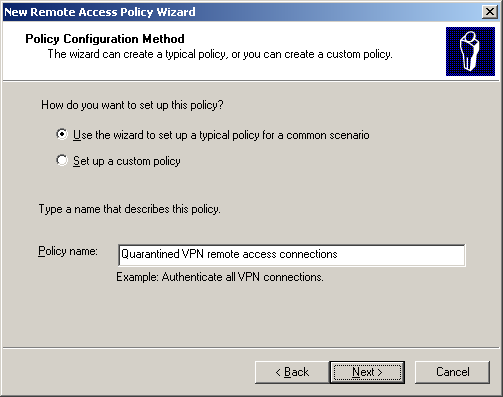 New Remote Access Policy Wizard
Policy Configuration Method
The wizard can create a typical policy, or you can create a custom policy.
How do you want to set up this policy?
Use the wizard to set up a typical policy for a common scenario
Set up a custom policy
Type a name that describes this policy.
Policy name: Quarantined VPN remote access connections
Example: Authenticate all VPN connections.
< Back Next > Cancel